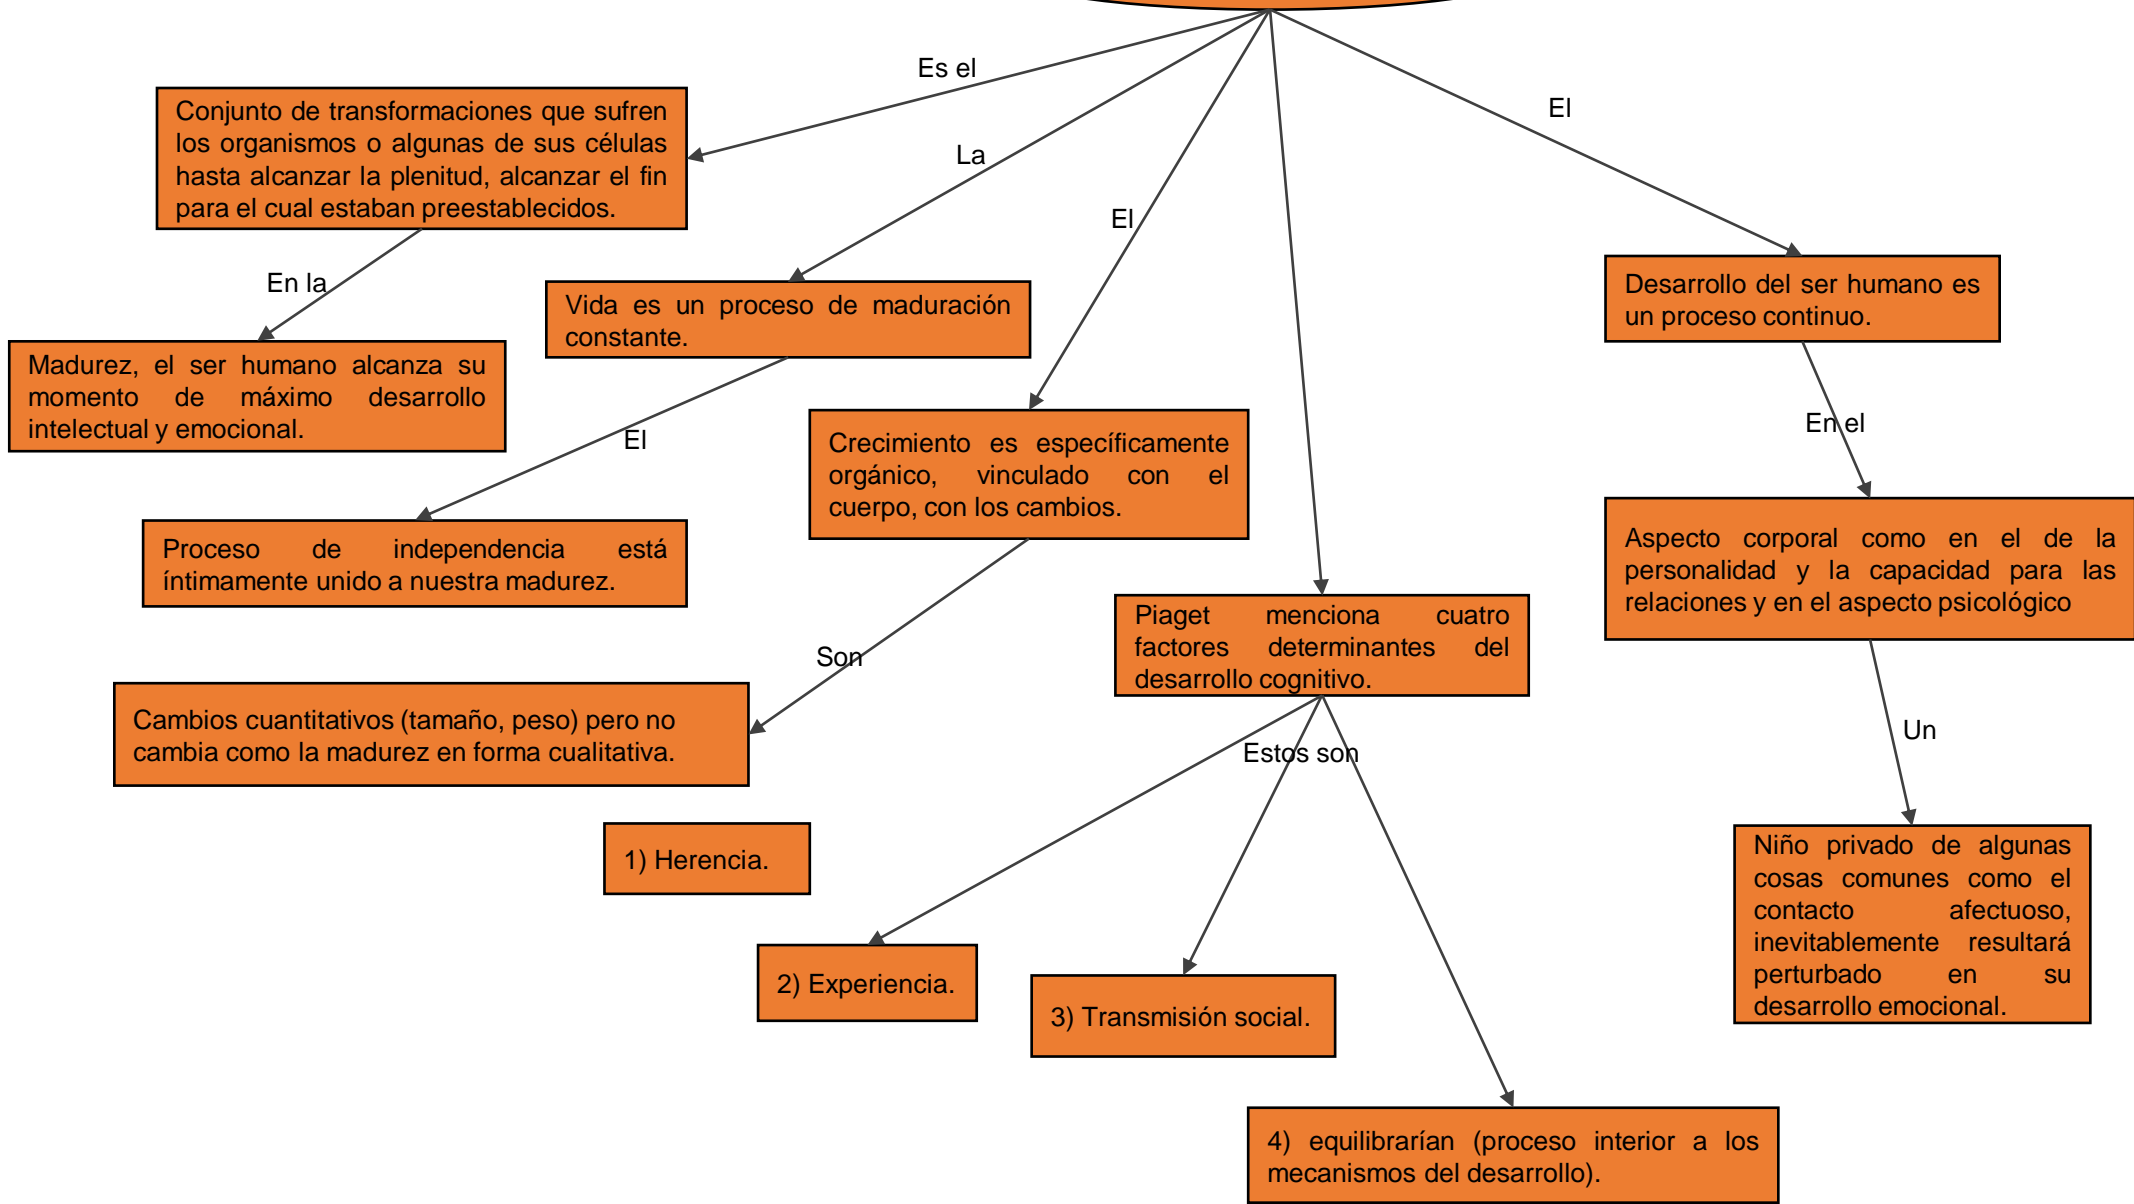 Es el
El
Conjunto de transformaciones que sufren
los organismos o algunas de sus células
hasta alcanzar la plenitud, alcanzar el fin
para el cual estaban preestablecidos.
La
El
En la
Vida es un proceso de maduración
constante.
Desarrollo del ser humano es
un proceso continuo.
Madurez, el ser humano alcanza su
momento de máximo desarrollo
intelectual y emocional.
El
Crecimiento es específicamente
orgánico, vinculado con el
cuerpo, con los cambios.
En el
Proceso de independencia está
íntimamente unido a nuestra madurez.
Aspecto corporal como en el de la
personalidad y la capacidad para las
relaciones y en el aspecto psicológico
Son
Piaget menciona cuatro
factores determinantes del
desarrollo cognitivo.
Cambios cuantitativos (tamaño, peso) pero no
cambia como la madurez en forma cualitativa.
Estos son
Un
1) Herencia.
Niño privado de algunas
cosas comunes como el
contacto afectuoso,
inevitablemente resultará
perturbado en su
desarrollo emocional.
2) Experiencia.
3) Transmisión social.
4) equilibrarían (proceso interior a los
mecanismos del desarrollo).